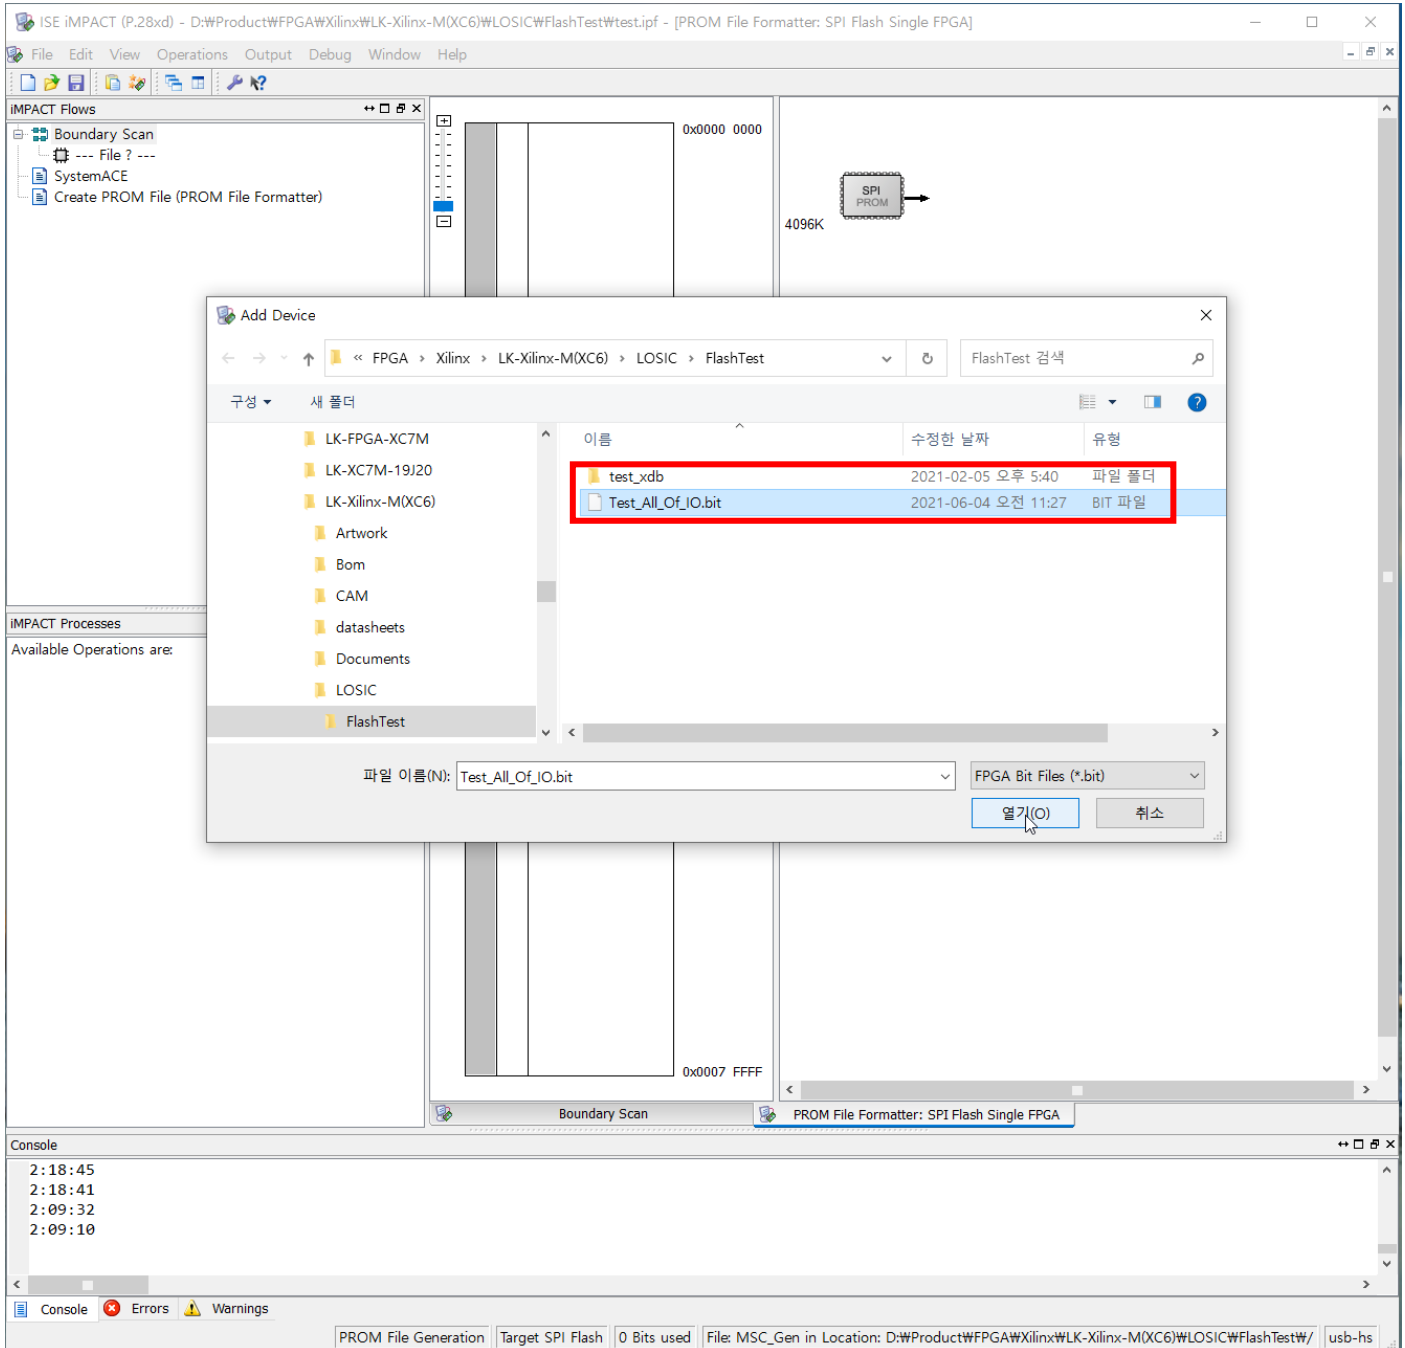 ISE iMPACT (P.28xd) - D:₩Product₩FPGA₩Xilinx₩LK-Xilinx-M(XC6)₩LOSIC₩FlashTest₩test.ipf - [PROM File Formatter: SPI Flash Single FPGA]
File Edit View Operations Output Debug Window Help
iMPACT Flows
Boundary Scan
--- File ? ---
SystemACE
Create PROM File (PROM File Formatter)
0x0000 0000
SPI
PROM
4096K
Add Device
« FPGA › Xilinx › LK-Xilinx-M(XC6) › LOSIC › FlashTest
FlashTest 검색
구성 새 폴더
LK-FPGA-XC7M
LK-XC7M-19J20
LK-Xilinx-M(XC6)
Artwork
Bom
CAM
datasheets
Documents
LOSIC
FlashTest
이름 수정한 날짜 유형
test_xdb 2021-02-05 오후 5:40 파일 폴더
Test_All_Of_IO.bit 2021-06-04 오전 11:27 BIT 파일
파일 이름(N): Test_All_Of_IO.bit FPGA Bit Files (*.bit)
열기(O) 취소
iMPACT Processes
Available Operations are:
0x0007 FFFF
Boundary Scan PROM File Formatter: SPI Flash Single FPGA
Console
2:18:45
2:18:41
2:09:32
2:09:10
Console Errors Warnings
PROM File Generation Target SPI Flash 0 Bits used File: MSC_Gen in Location: D:₩Product₩FPGA₩Xilinx₩LK-Xilinx-M(XC6)₩LOSIC₩FlashTest₩/ usb-hs